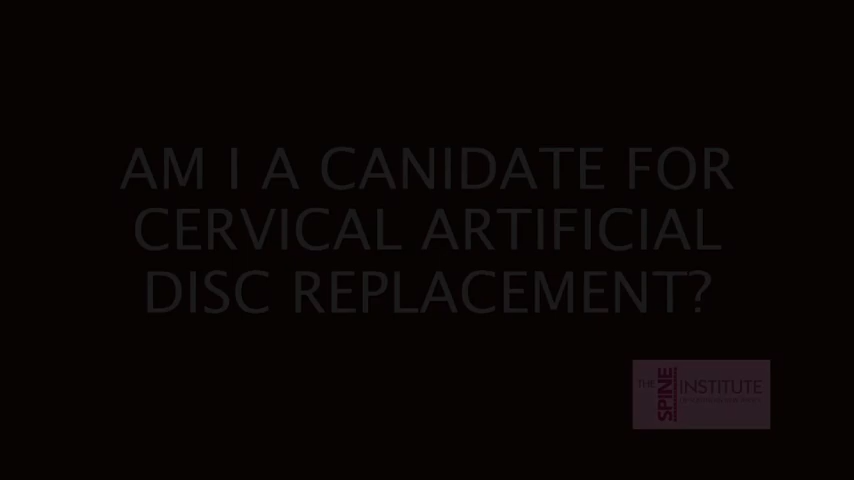 AM I A CANIDATE FOR
CERVICAL ARTIFICIAL
DISC REPLACEMENT?
THE SPINE INSTITUTE